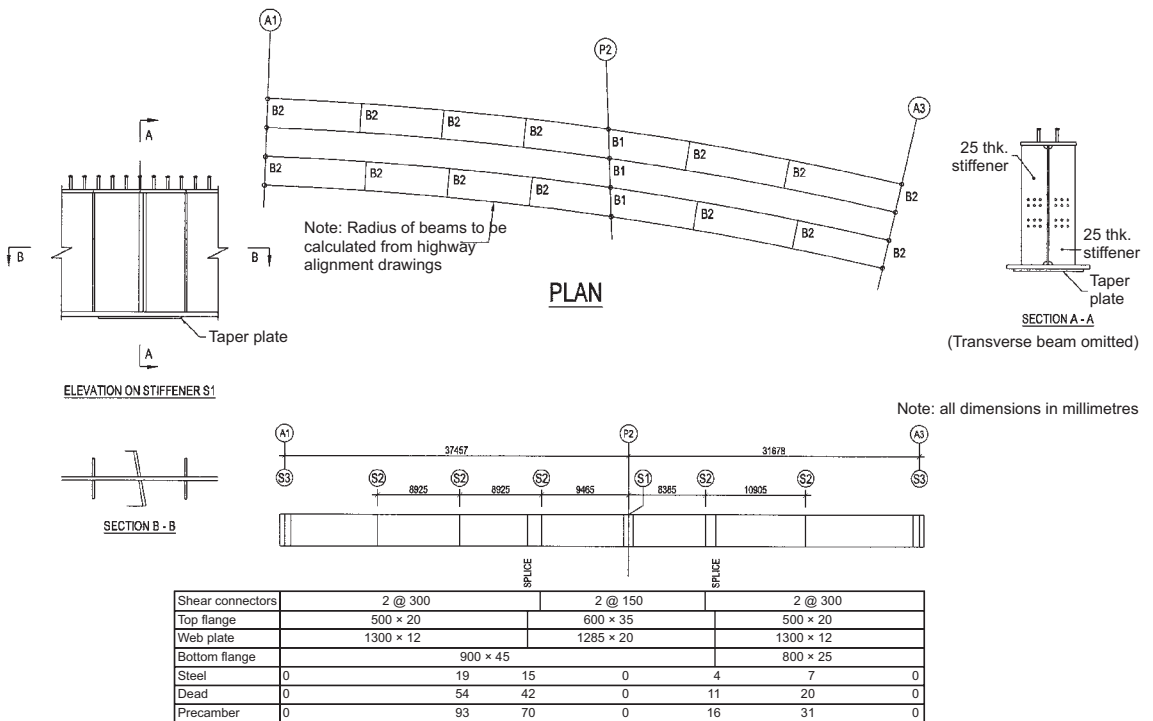 A1
P2
A3
B2
B2
B2
B2
B1
B2
B2
B2
B1
B2
B2
B2
B2
B1
B2
B2
B2
Note: Radius of beams to be
calculated from highway
alignment drawings
PLAN
A
B
B
Taper plate
A
ELEVATION ON STIFFENER S1
SECTION B - B
25 thk.
stiffener
25 thk.
stiffener
Taper
plate
SECTION A - A
(Transverse beam omitted)
Note: all dimensions in millimetres
A1
P2
A3
37457
31678
S3
S2
S2
S2
S1
S2
S2
S3
8925
8925
9465
8385
10905
SPLICE
SPLICE
Shear connectors 2 @ 300 2 @ 150 2 @ 300
Top flange 500 × 20 600 × 35 500 × 20
Web plate 1300 × 12 1285 × 20 1300 × 12
Bottom flange 900 × 45 800 × 25
Steel 0 19 15 0 4 7 0
Dead 0 54 42 0 11 20 0
Precamber 0 93 70 0 16 31 0